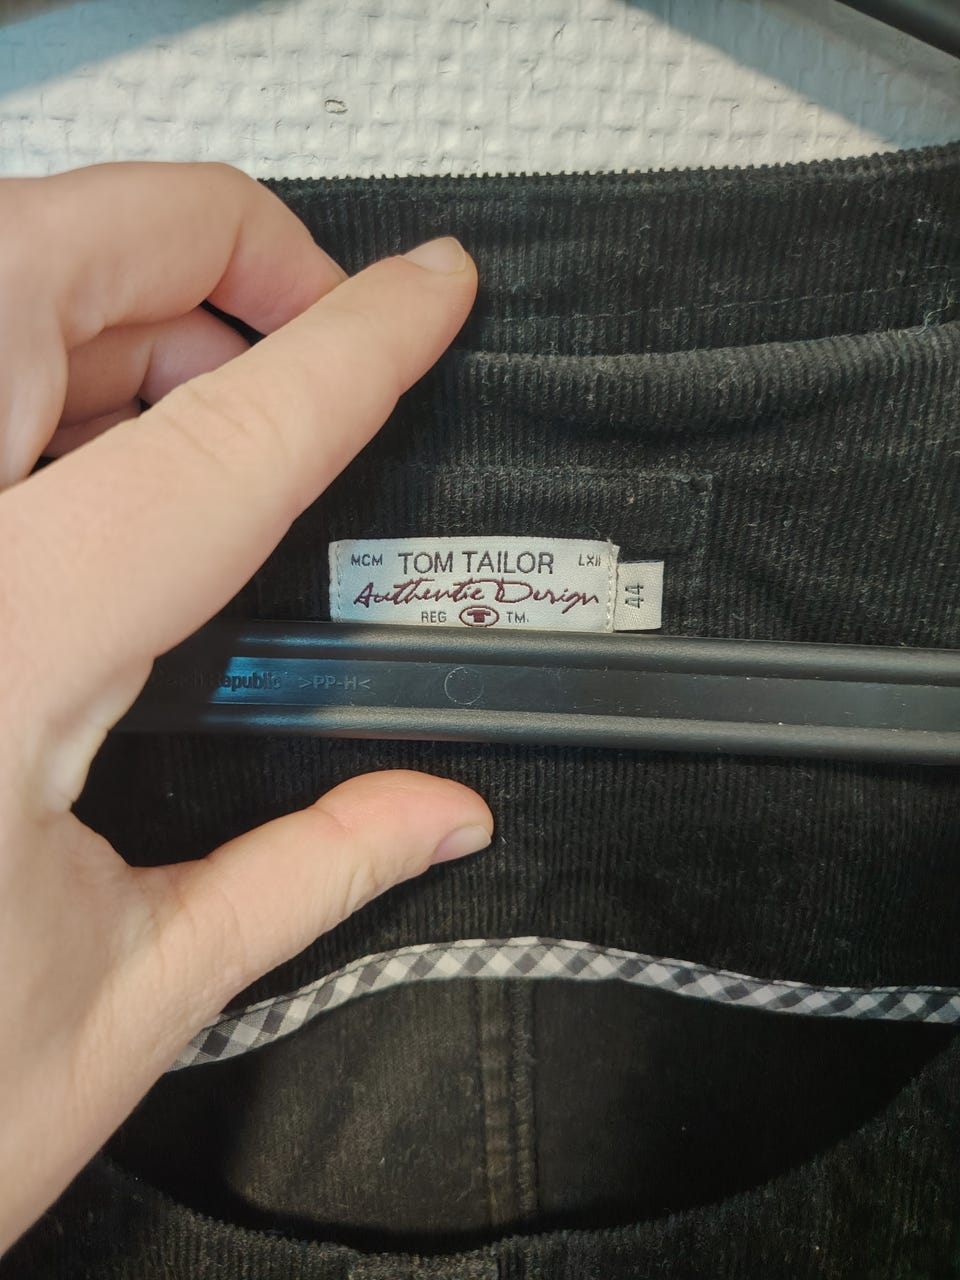 MCM TOM TAILOR LXII
Authentic Design
REG T TM.
44
Republic >PP-H<